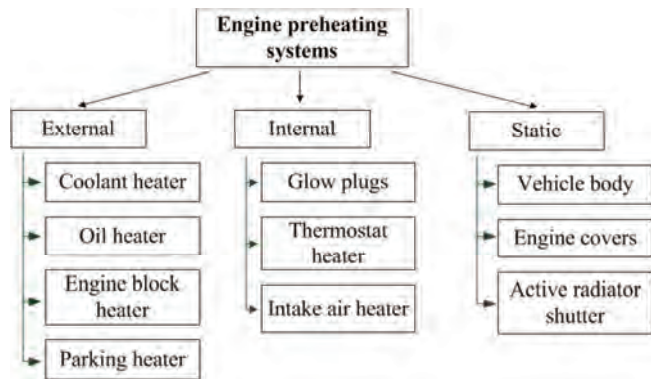 Engine preheating
systems
External
Internal
Static
Coolant heater
Oil heater
Engine block
heater
Parking heater
Glow plugs
Thermostat
heater
Intake air heater
Vehicle body
Engine covers
Active radiator
shutter